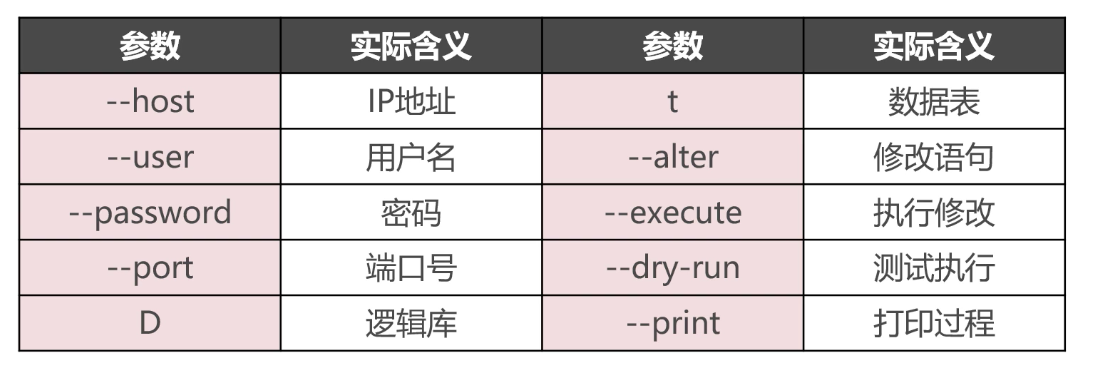 参数 实际含义 参数 实际含义
--host IP地址 t 数据表
--user 用户名 --alter 修改语句
--password 密码 --execute 执行修改
--port 端口号 --dry-run 测试执行
D 逻辑库 --print 打印过程